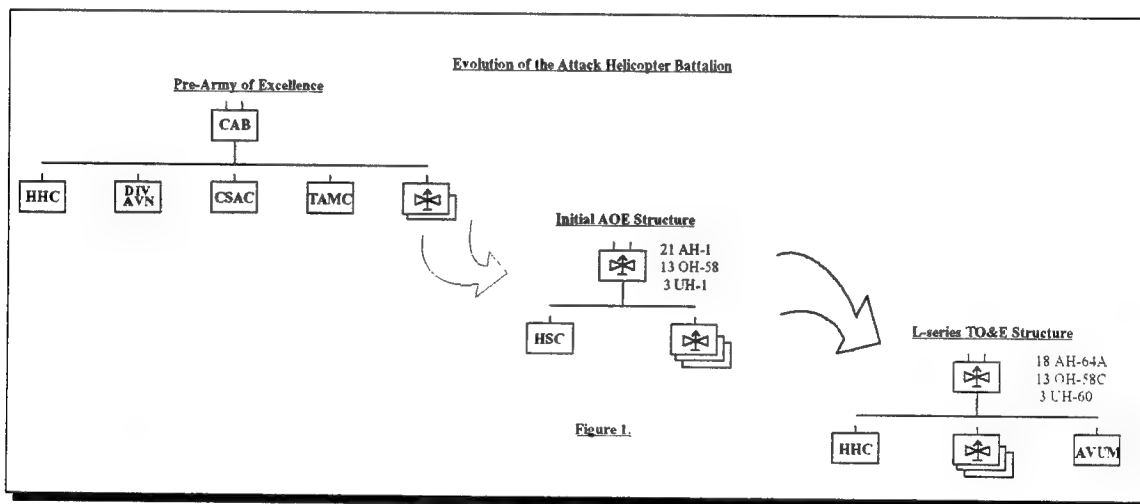 Evolution of the Attack Helicopter Battalion
Pre-Army of Excellence
CAB
HHC
DIV
AVN
CSAC
TAMC
Initial AOE Structure
21 AH-1
13 OH-58
3 UH-1
HSC
L-series TO&E Structure
18 AH-64A
13 OH-58C
3 UH-60
HHC
AVUM
Figure 1.